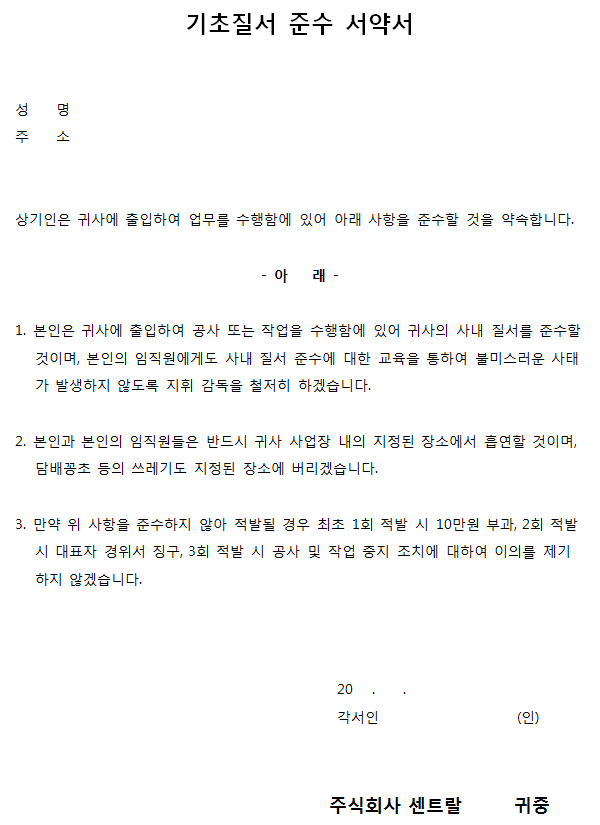 기초질서 준수 서약서
성 명
주 소
상기인은 귀사에 출입하여 업무를 수행함에 있어 아래 사항을 준수할 것을 약속합니다.
- 아 래 -
1. 본인은 귀사에 출입하여 공사 또는 작업을 수행함에 있어 귀사의 사내 질서를 준수할
것이며, 본인의 임직원에게도 사내 질서 준수에 대한 교육을 통하여 불미스러운 사태
가 발생하지 않도록 지휘 감독을 철저히 하겠습니다.
2. 본인과 본인의 임직원들은 반드시 귀사 사업장 내의 지정된 장소에서 흡연할 것이며,
담배꽁초 등의 쓰레기도 지정된 장소에 버리겠습니다.
3. 만약 위 사항을 준수하지 않아 적발될 경우 최초 1회 적발 시 10만원 부과, 2회 적발
시 대표자 경위서 징구, 3회 적발 시 공사 및 작업 중지 조치에 대하여 이의를 제기
하지 않겠습니다.
20 . .
각서인 (인)
주식회사 센트랄 귀중